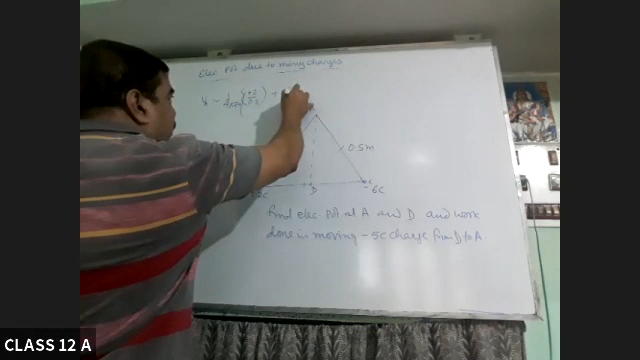 Elec Pot due to many charges
0.5m
D
-6C
Find elec. Pot at A and D and work
done in moving -5C charge from D to A.
CLASS 12 A